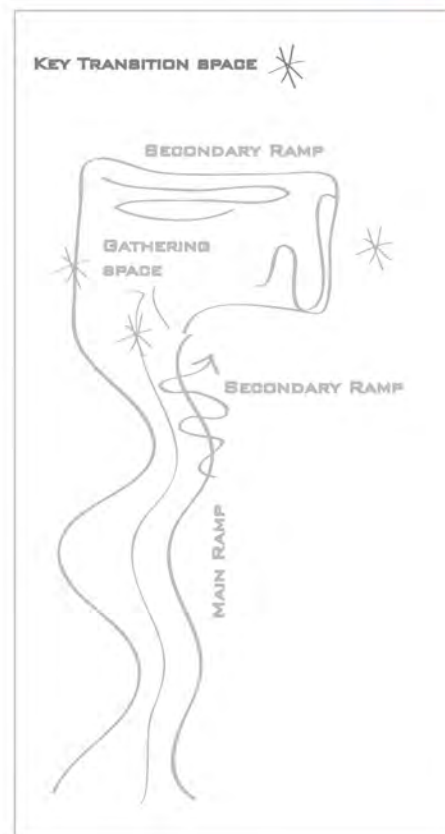 KEY TRANSITION SPACE
SECONDARY RAMP
GATHERING
SPACE
SECONDARY RAMP
MAIN RAMP